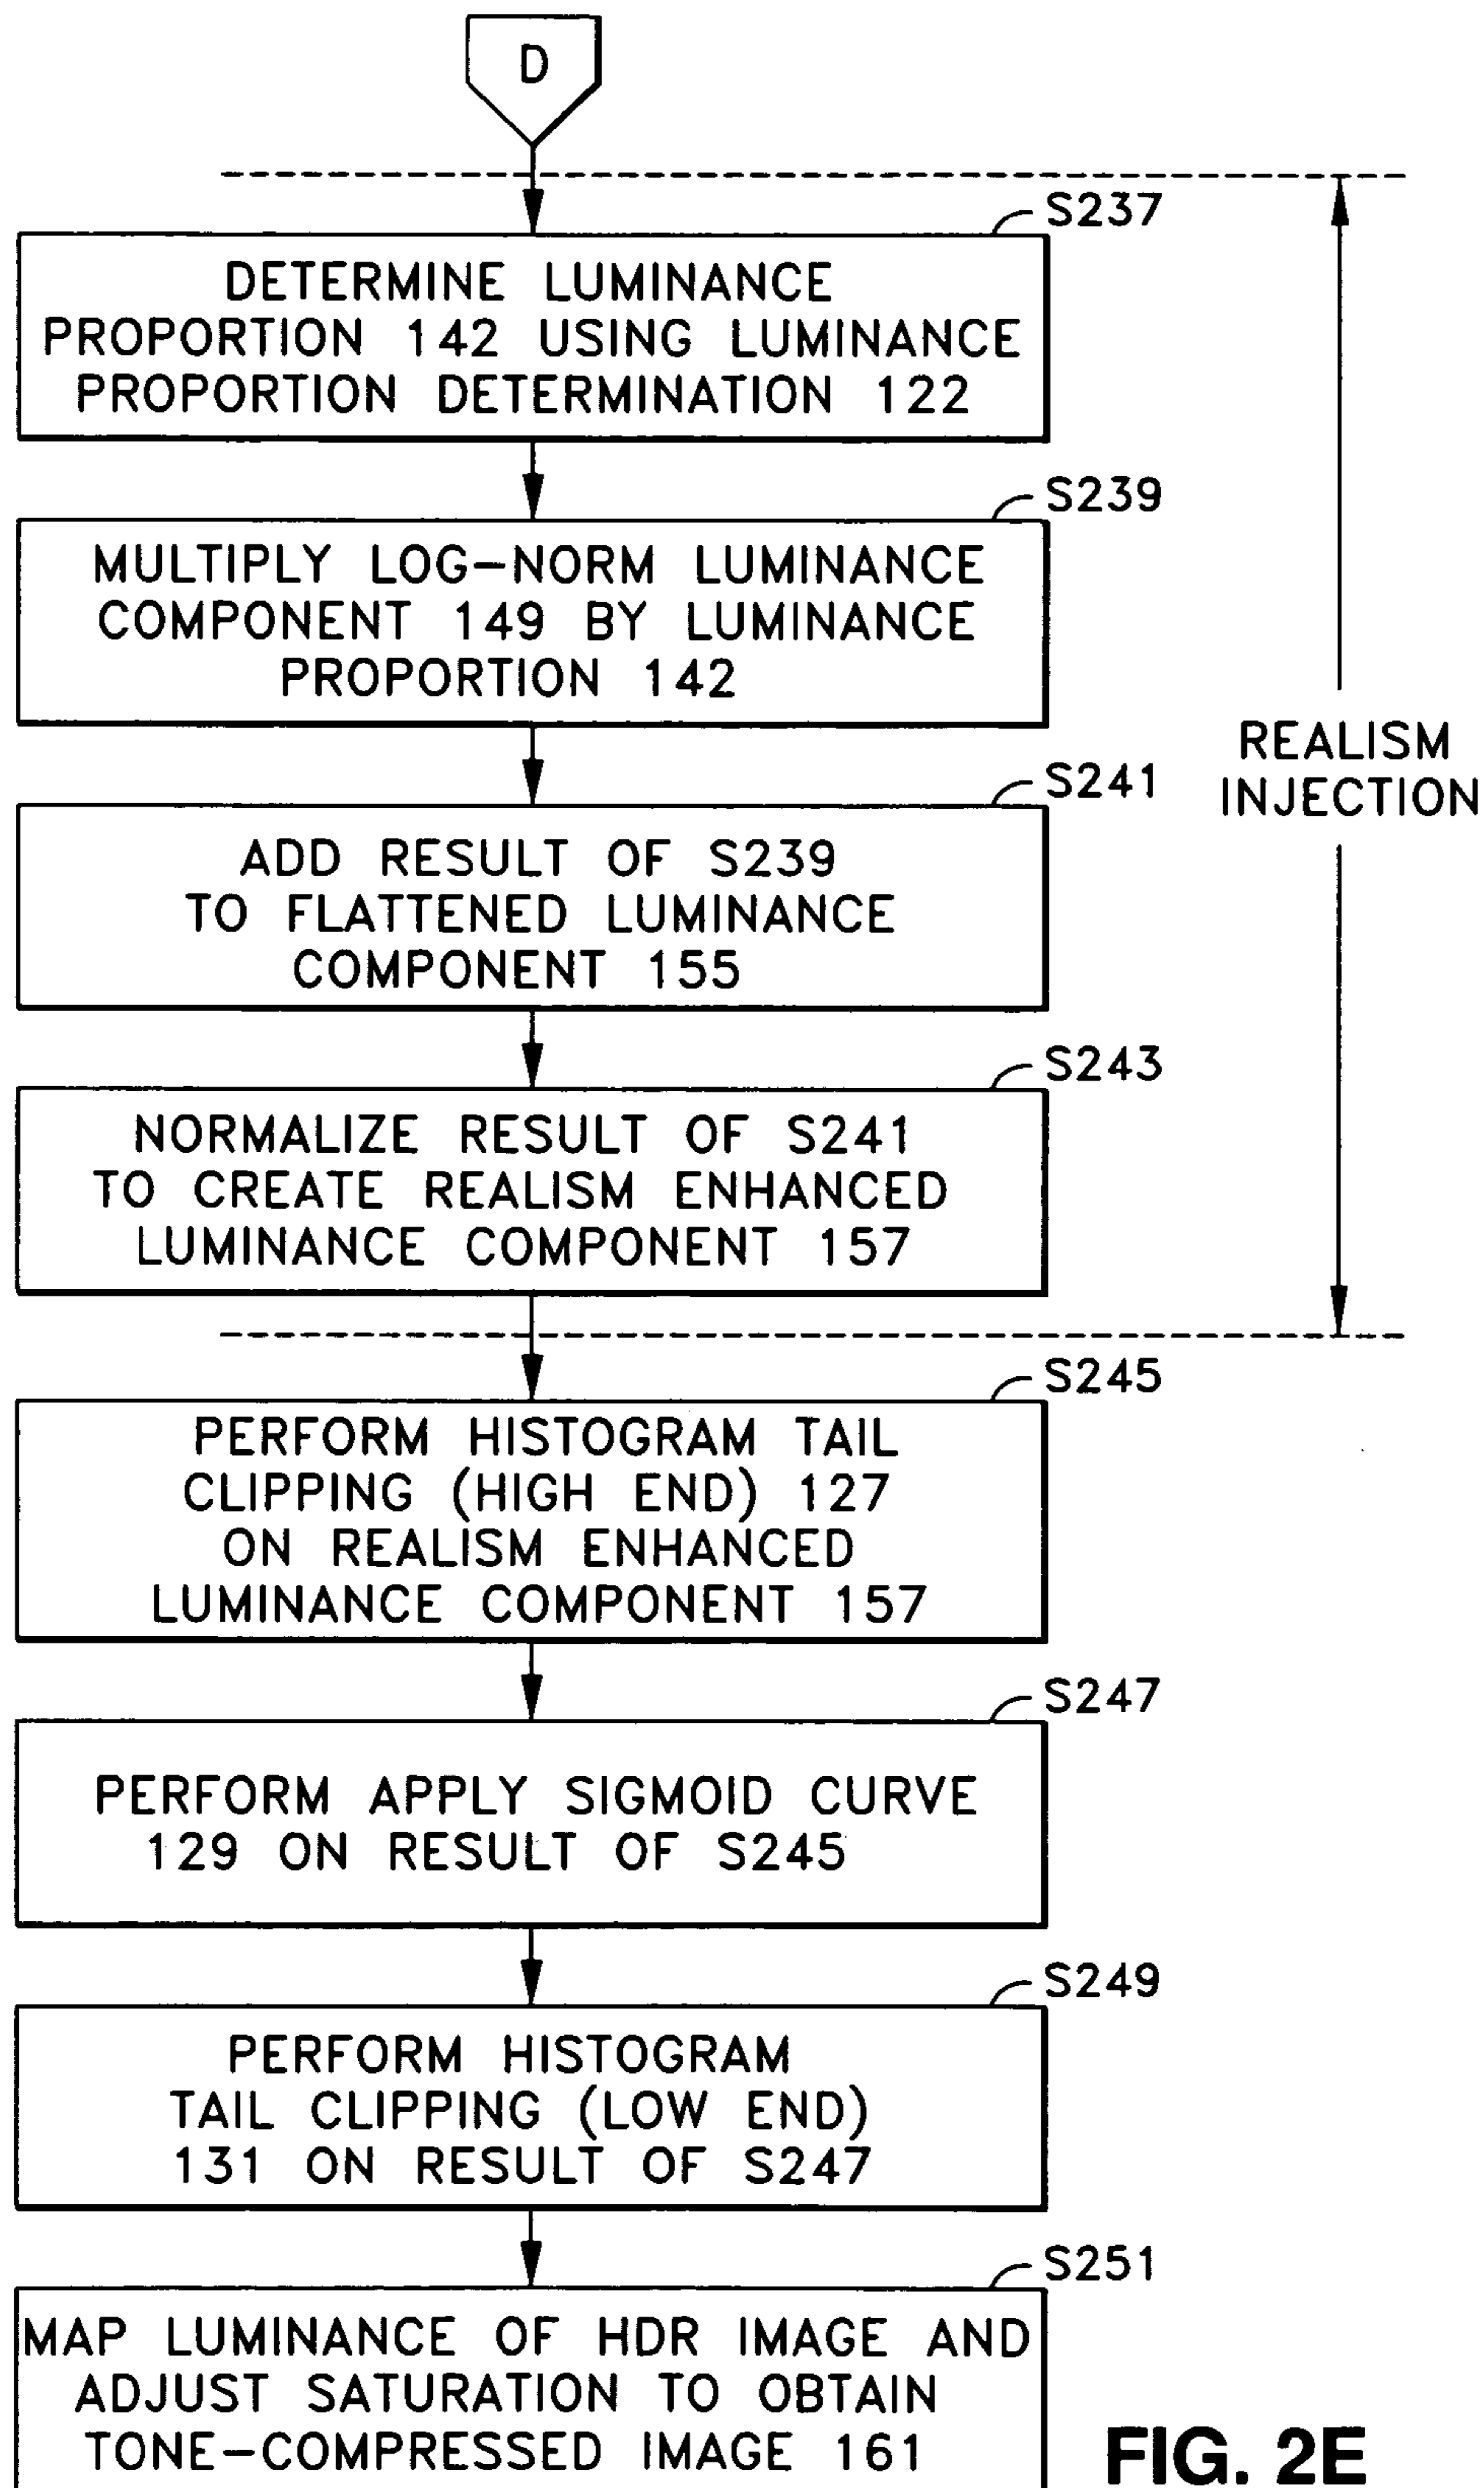 D
S237
DETERMINE LUMINANCE
PROPORTION 142 USING LUMINANCE
PROPORTION DETERMINATION 122
S239
MULTIPLY LOG-NORM LUMINANCE
COMPONENT 149 BY LUMINANCE
PROPORTION 142
REALISM
INJECTION
S241
ADD RESULT OF S239
TO FLATTENED LUMINANCE
COMPONENT 155
S243
NORMALIZE RESULT OF S241
TO CREATE REALISM ENHANCED
LUMINANCE COMPONENT 157
S245
PERFORM HISTOGRAM TAIL
CLIPPING (HIGH END) 127
ON REALISM ENHANCED
LUMINANCE COMPONENT 157
S247
PERFORM APPLY SIGMOID CURVE
129 ON RESULT OF S245
S249
PERFORM HISTOGRAM
TAIL CLIPPING (LOW END)
131 ON RESULT OF S247
S251
MAP LUMINANCE OF HDR IMAGE AND
ADJUST SATURATION TO OBTAIN
TONE-COMPRESSED IMAGE 161
FIG. 2E